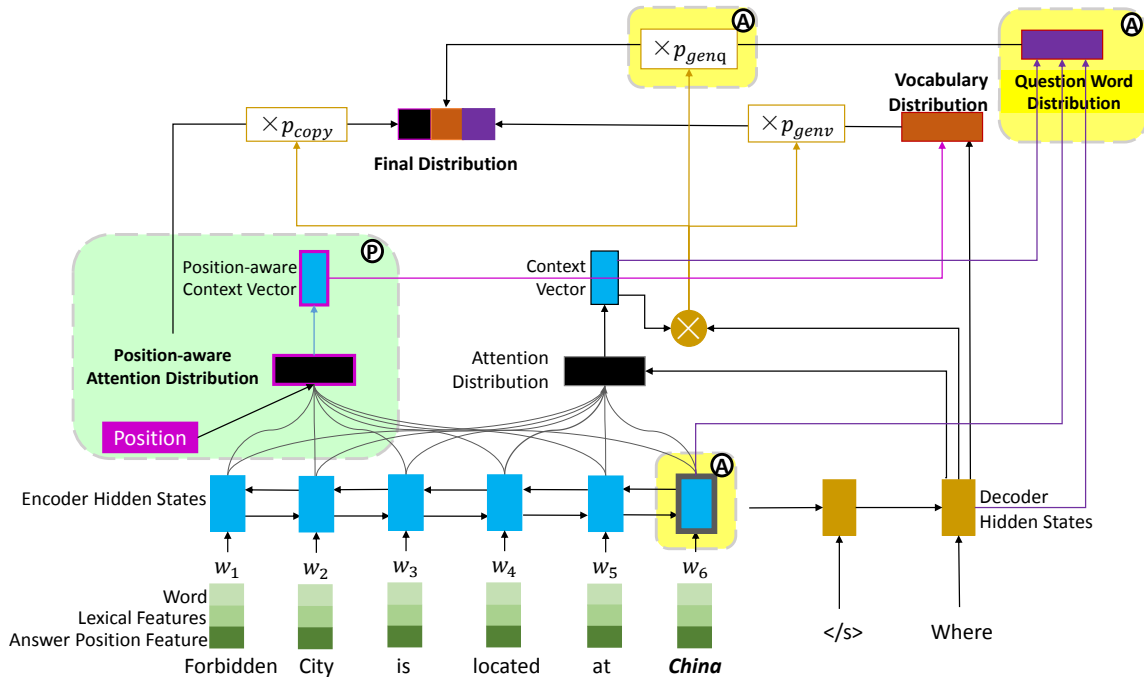 Ⓐ
Ⓐ
× p_genq
Vocabulary
Distribution
Question Word
Distribution
× p_copy
× p_genv
Final Distribution
Ⓟ
Position-aware
Context Vector
Context
Vector
Position-aware
Attention Distribution
Attention
Distribution
Position
Ⓐ
Encoder Hidden States
Decoder
Hidden States
w₁ w₂ w₃ w₄ w₅ w₆
Word
Lexical Features
Answer Position Feature
</s> Where
Forbidden City is located at China